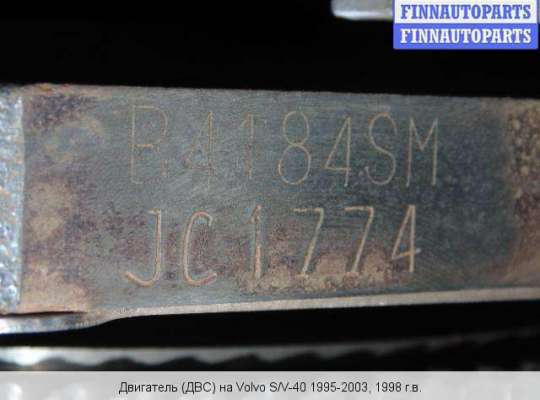 FINNAUTOPARTS
FINNAUTOPARTS
B4184SM
JC1774
Двигатель (ДВС) на Volvo S/V-40 1995-2003, 1998 г.в.